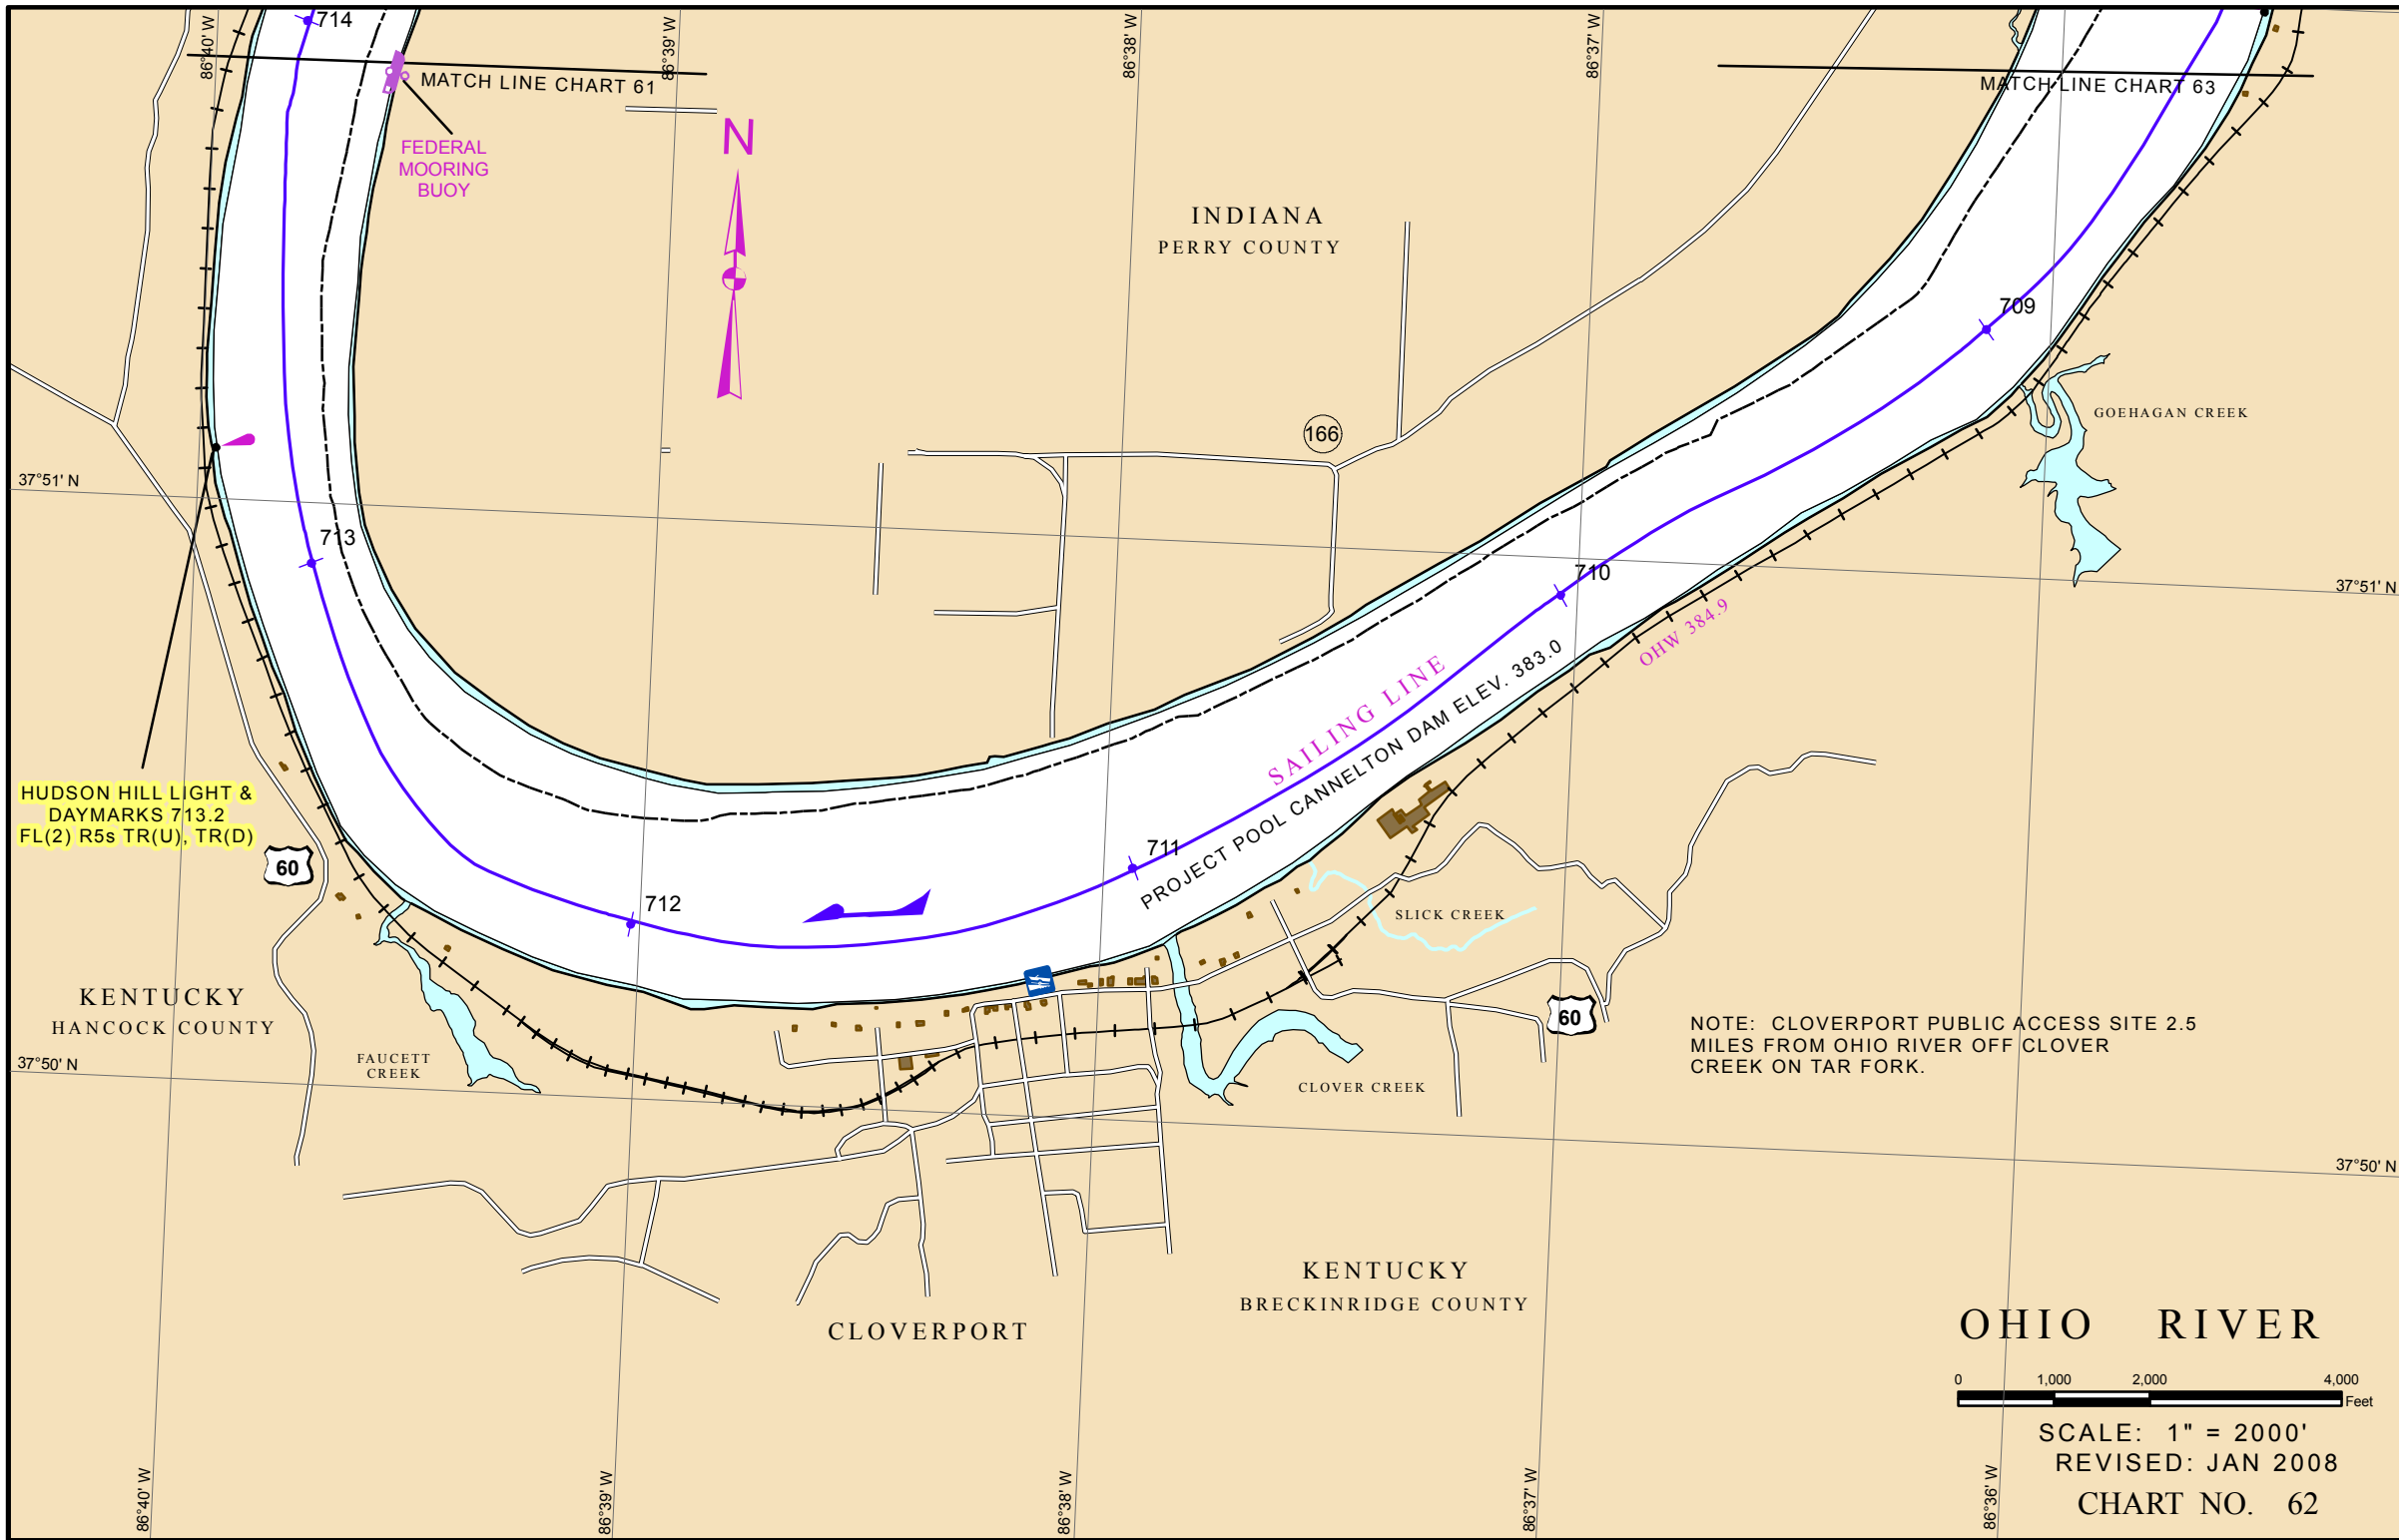 714
86°40' W
86°39' W
86°38' W
86°37' W
MATCH LINE CHART 61
MATCH LINE CHART 63
FEDERAL
MOORING
BUOY
N
INDIANA
PERRY COUNTY
709
GOEHAGAN CREEK
166
37°51' N
713
710
37°51' N
OHW 384.9
SAILING LINE
PROJECT POOL CANNELTON DAM ELEV. 383.0
HUDSON HILL LIGHT &
DAYMARKS 713.2
FL(2) R5s TR(U), TR(D)
60
711
712
SLICK CREEK
KENTUCKY
HANCOCK COUNTY
60
NOTE: CLOVERPORT PUBLIC ACCESS SITE 2.5
MILES FROM OHIO RIVER OFF CLOVER
CREEK ON TAR FORK.
FAUCETT
CREEK
37°50' N
CLOVER CREEK
37°50' N
KENTUCKY
BRECKINRIDGE COUNTY
CLOVERPORT
OHIO RIVER
0 1,000 2,000 4,000
Feet
SCALE: 1" = 2000'
REVISED: JAN 2008
CHART NO. 62
86°40' W
86°39' W
86°38' W
86°37' W
86°36' W